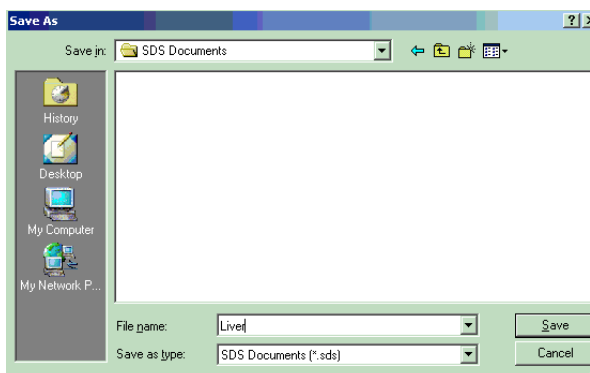 Save As
Save in: SDS Documents
History
Desktop
My Computer
My Network P...
File name: Liver Save
Save as type: SDS Documents (*.sds) Cancel